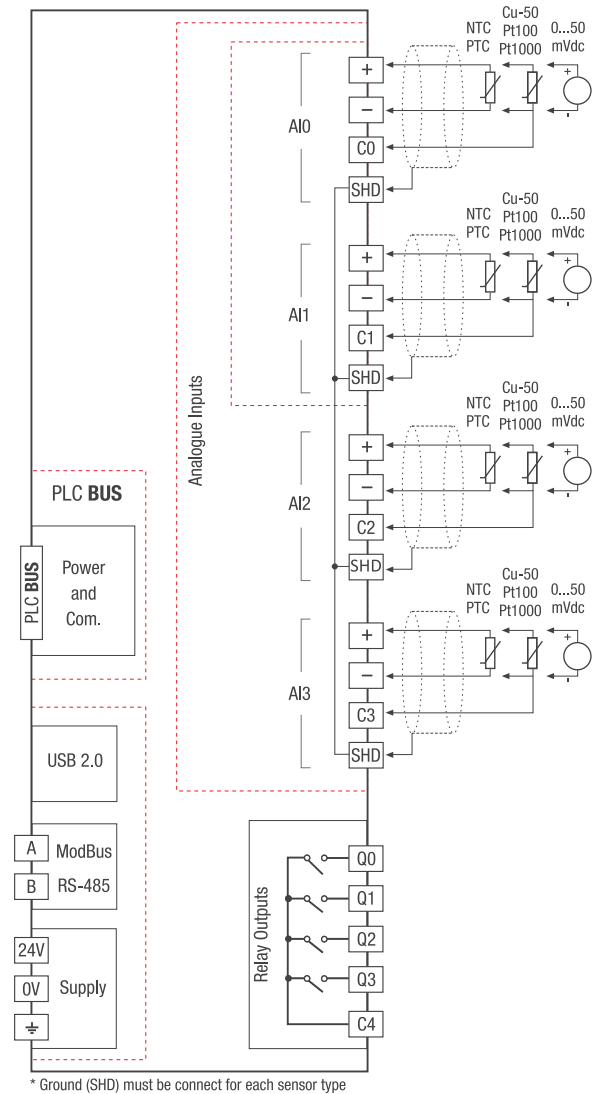 Cu-50
NTC Pt100 0...50
PTC Pt1000 mVdc
+
+
−
-
AI0
C0
SHD
Cu-50
NTC Pt100 0...50
PTC Pt1000 mVdc
+
+
−
-
AI1
C1
SHD
Analogue Inputs
Cu-50
NTC Pt100 0...50
PTC Pt1000 mVdc
+
+
−
-
AI2
C2
SHD
PLC BUS
PLC BUS
Power
and
Com.
Cu-50
NTC Pt100 0...50
PTC Pt1000 mVdc
+
+
−
-
AI3
C3
SHD
USB 2.0
A
ModBus
B
RS-485
24V
0V
Supply
Relay Outputs
Q0
Q1
Q2
Q3
C4
* Ground (SHD) must be connect for each sensor type